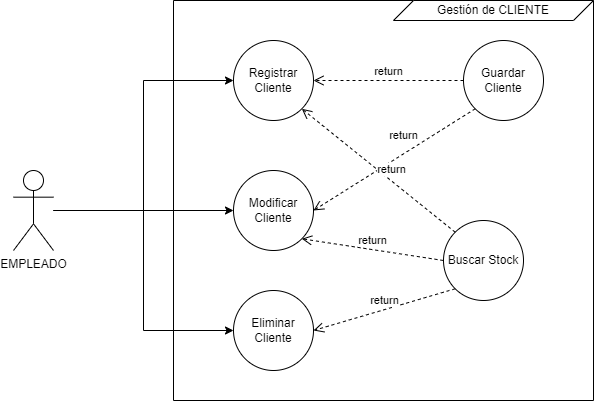 Gestión de CLIENTE
Registrar
Cliente
return
Guardar
Cliente
return
return
Modificar
Cliente
return
EMPLEADO
Buscar Stock
return
Eliminar
Cliente